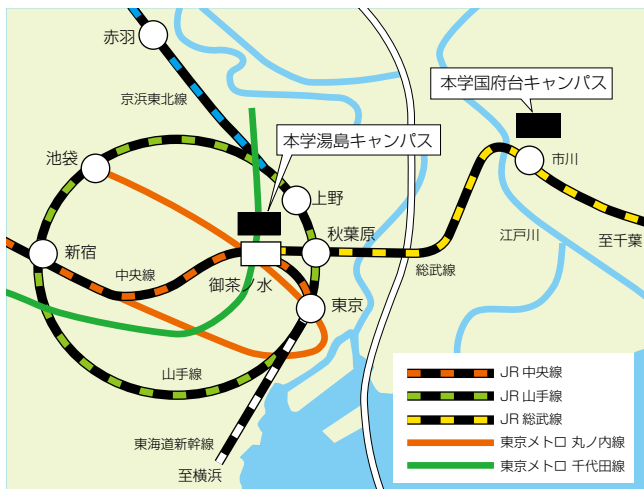 赤羽
京浜東北線
本学国府台キャンパス
本学湯島キャンパス
池袋
市川
上野
秋葉原
江戸川
新宿
至千葉
中央線
総武線
御茶ノ水
東京
山手線
JR 中央線
JR 山手線
JR 総武線
東海道新幹線
東京メトロ 丸ノ内線
至横浜
東京メトロ 千代田線